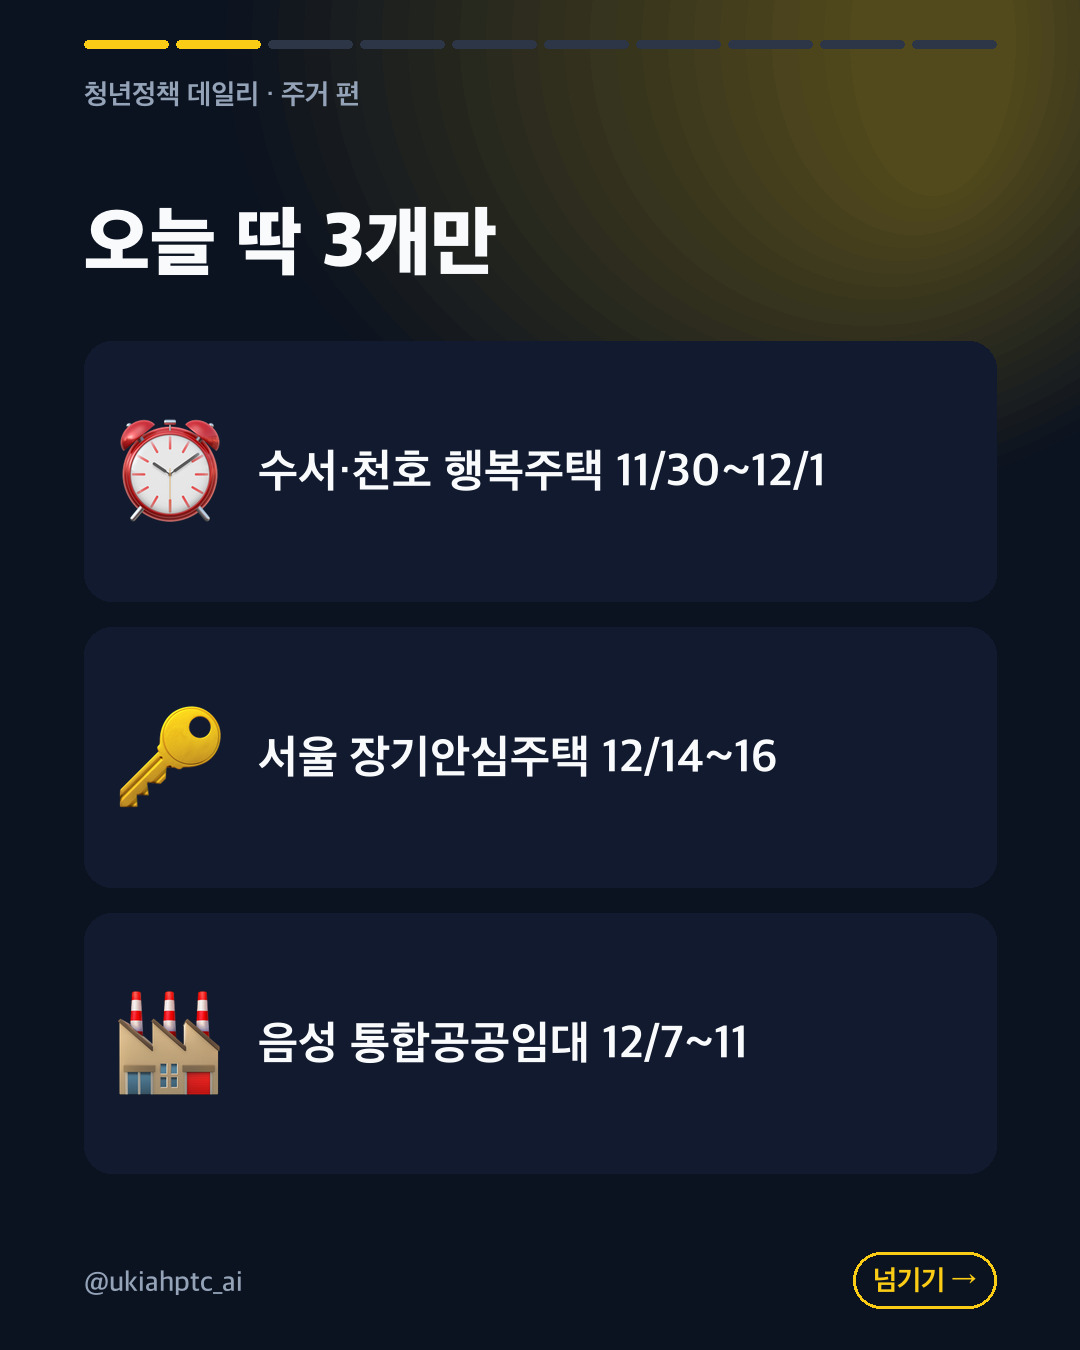 청년정책 데일리 · 주거 편
오늘 딱 3개만
수서·천호 행복주택 11/30~12/1
서울 장기안심주택 12/14~16
음성 통합공공임대 12/7~11
@ukiahptc_ai
넘기기 →